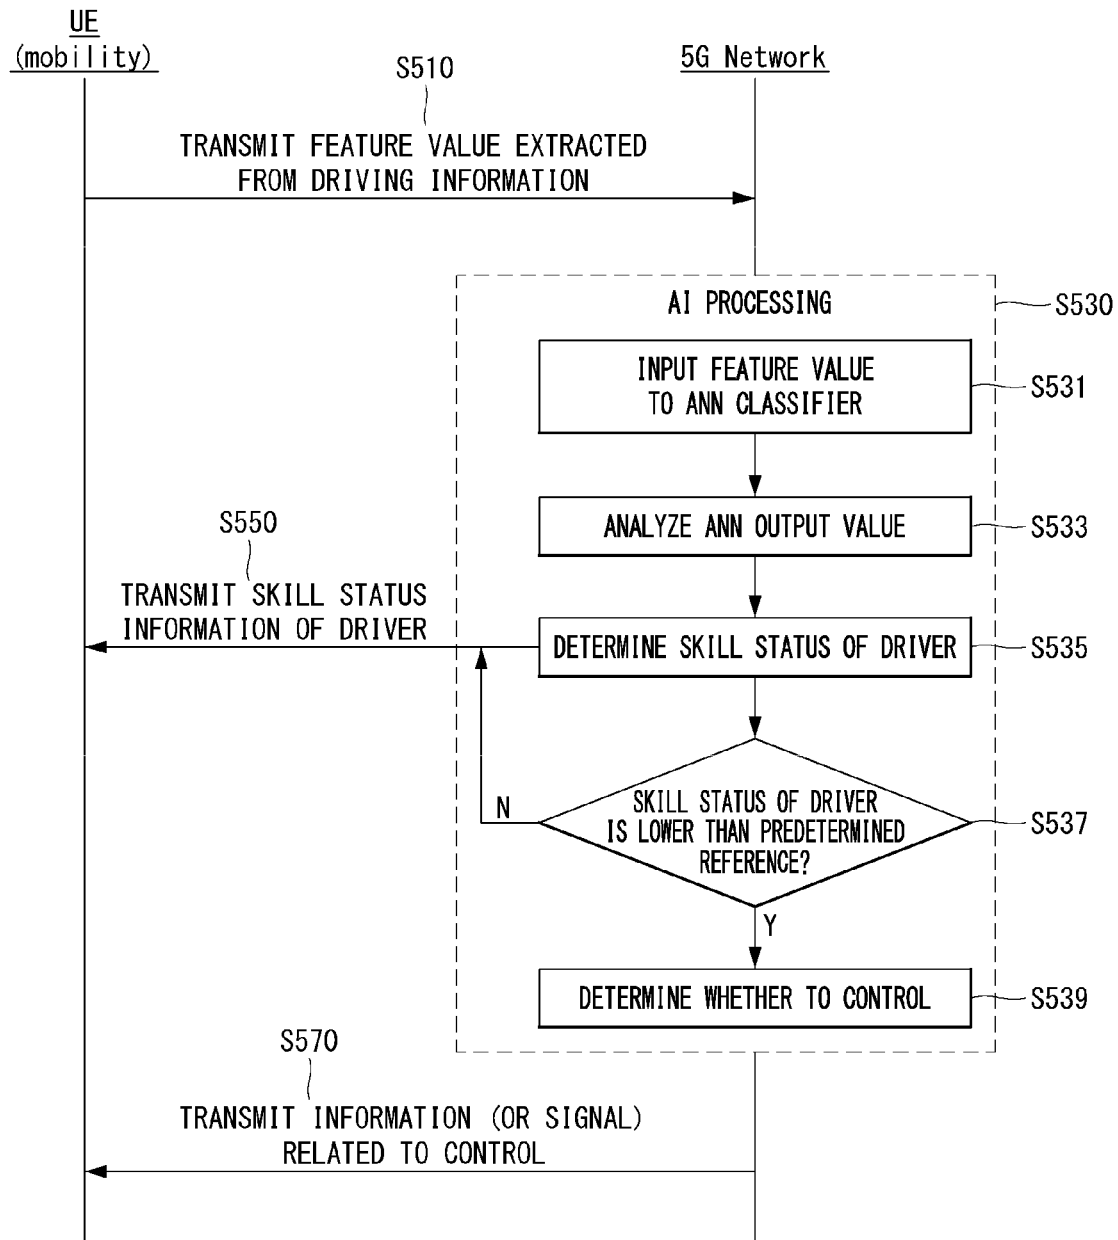 UE
(mobility)
5G Network
S510
TRANSMIT FEATURE VALUE EXTRACTED
FROM DRIVING INFORMATION
AI PROCESSING
S530
INPUT FEATURE VALUE
TO ANN CLASSIFIER
S531
ANALYZE ANN OUTPUT VALUE
S533
S550
TRANSMIT SKILL STATUS
INFORMATION OF DRIVER
DETERMINE SKILL STATUS OF DRIVER
S535
SKILL STATUS OF DRIVER
IS LOWER THAN PREDETERMINED
REFERENCE?
S537
N
Y
DETERMINE WHETHER TO CONTROL
S539
S570
TRANSMIT INFORMATION (OR SIGNAL)
RELATED TO CONTROL